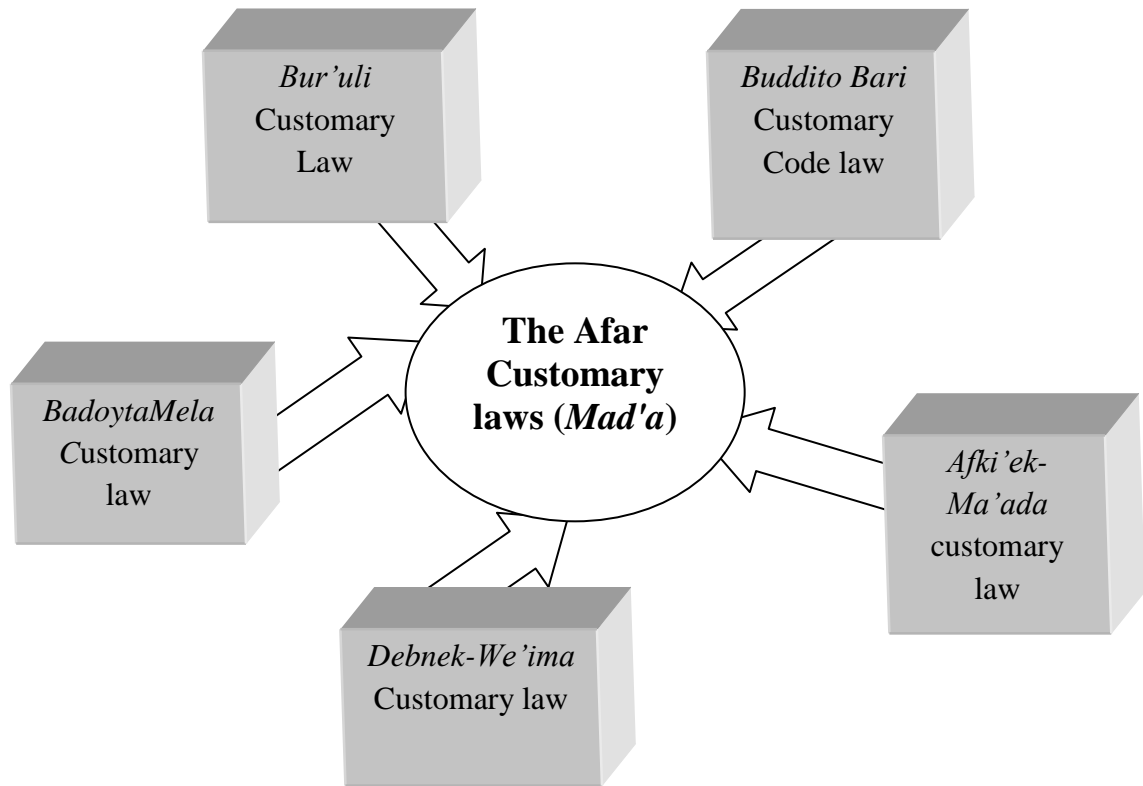 Bur’uli
Customary
Law
Buddito Bari
Customary
Code law
The Afar
Customary
laws (Mad'a)
BadoytaMela
Customary
law
Afki’ek-
Ma’ada
customary
law
Debnek-We’ima
Customary law